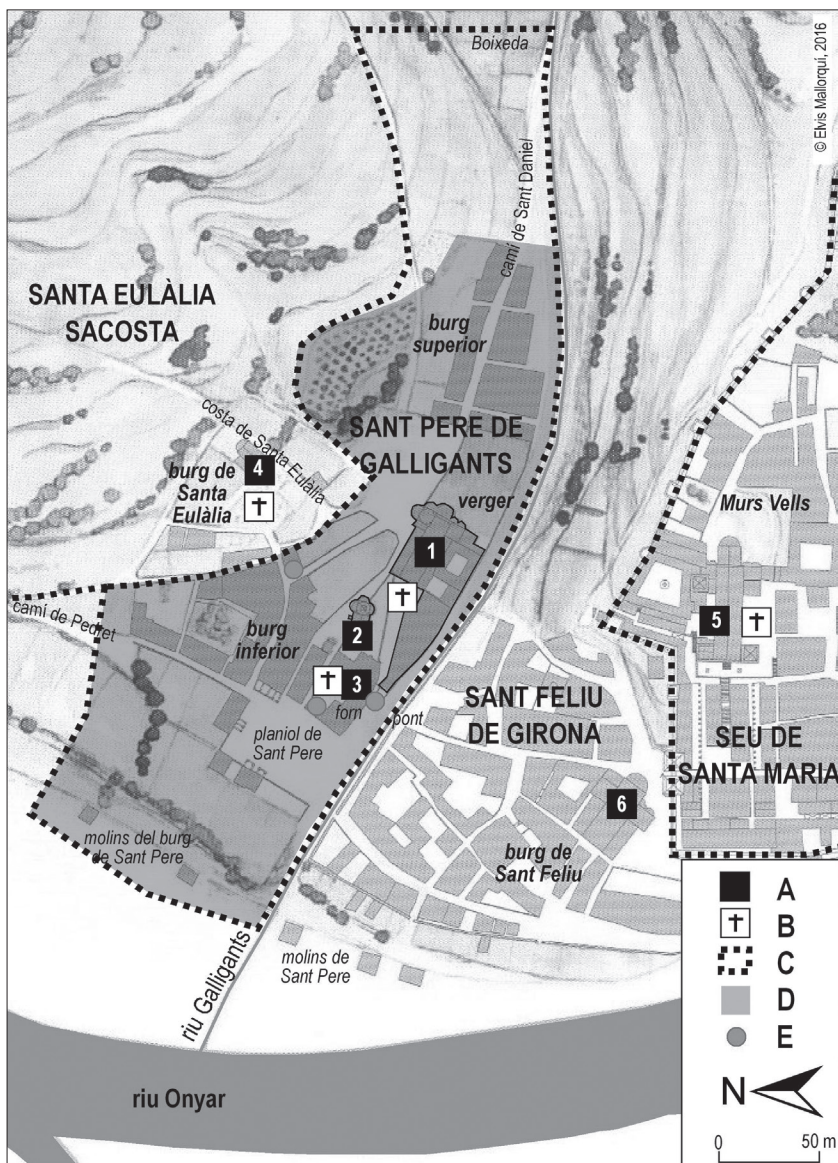 © Elvis Mallorquí, 2016
Boixeda
camí de Sant Daniel
SANTA EULÀLIA
SACOSTA
burg
superior
costa de Santa Eulàlia
SANT PERE DE
GALLIGANTS
verger
burg de
Santa
Eulàlia
4
Murs Vells
1
camí de Pedret
burg
inferior
2
5
3
forn
pont
SANT FELIU
DE GIRONA
planiol de
Sant Pere
SEU DE
SANTA MARIA
6
molins del burg
de Sant Pere
burg de
Sant Feliu
riu Galligants
molins de
Sant Pere
riu Onyar
A
B
C
D
E
N
0 50 m